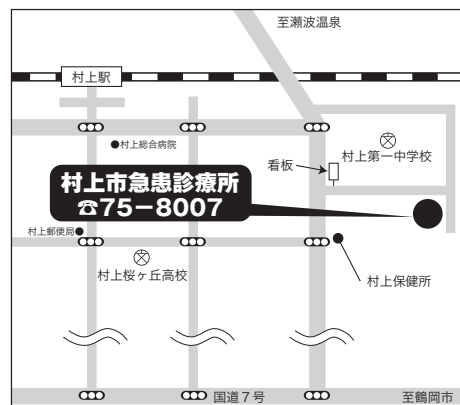 至瀬波温泉
村上駅
村上総合病院
看板
村上第一中学校
村上市急患診療所
☎75－8007
村上郵便局
村上桜ヶ丘高校
村上保健所
国道7号
至鶴岡市